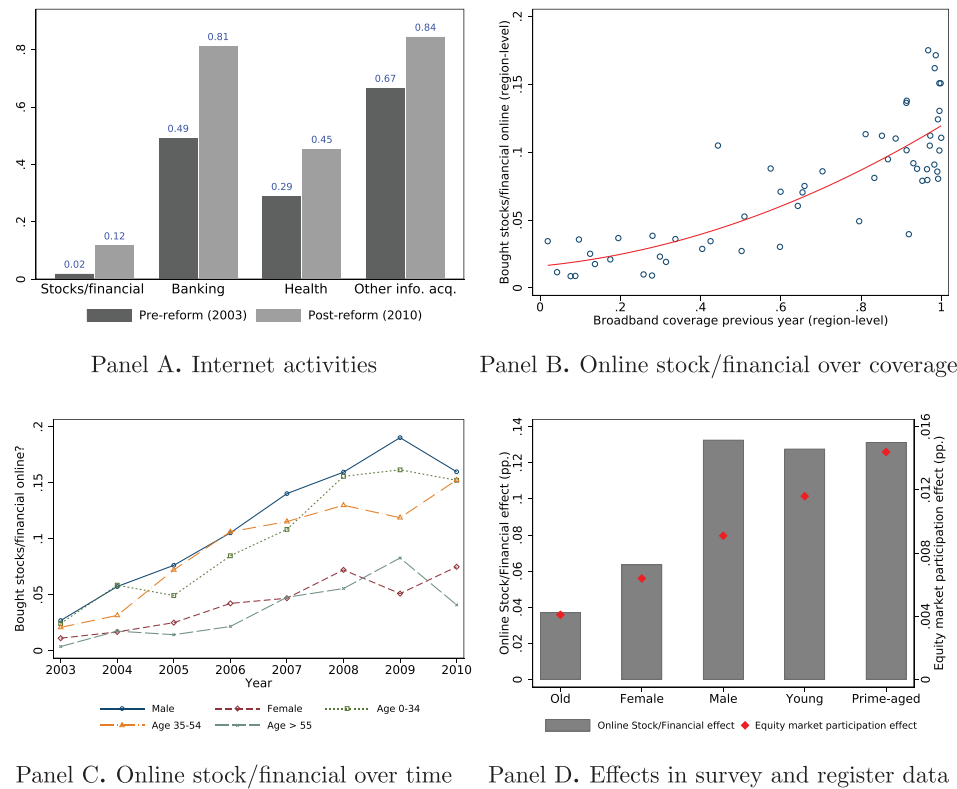 .8
.6
.4
.2
0
0.02
0.12
0.49
0.81
0.29
0.45
0.67
0.84
Stocks/financial
Banking
Health
Other info. acq.
Pre-reform (2003)
Post-reform (2010)
Panel A. Internet activities
Bought stocks/financial online (region-level)
.2
.15
.1
.05
0
0
.2
.4
.6
.8
1
Broadband coverage previous year (region-level)
Panel B. Online stock/financial over coverage
Bought stocks/financial online?
.2
.15
.1
.05
0
2003
2004
2005
2006
2007
2008
2009
2010
Year
Male
Female
Age 0-34
Age 35-54
Age > 55
Panel C. Online stock/financial over time
Online Stock/Financial effect (pp.)
.14
.12
.1
.08
.06
.04
.02
0
Equity market participation effect (pp.)
.016
.012
.008
.004
0
Old
Female
Male
Young
Prime-aged
Online Stock/Financial effect
Equity market participation effect
Panel D. Effects in survey and register data